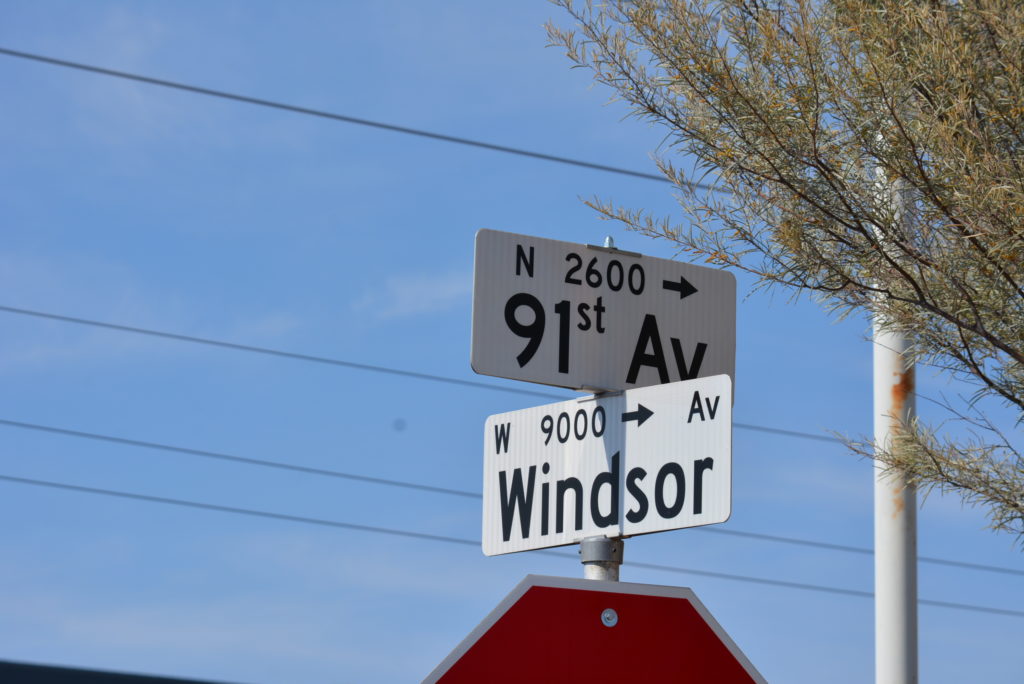 N 2600 →
91st Av
W 9000 → Av
Windsor